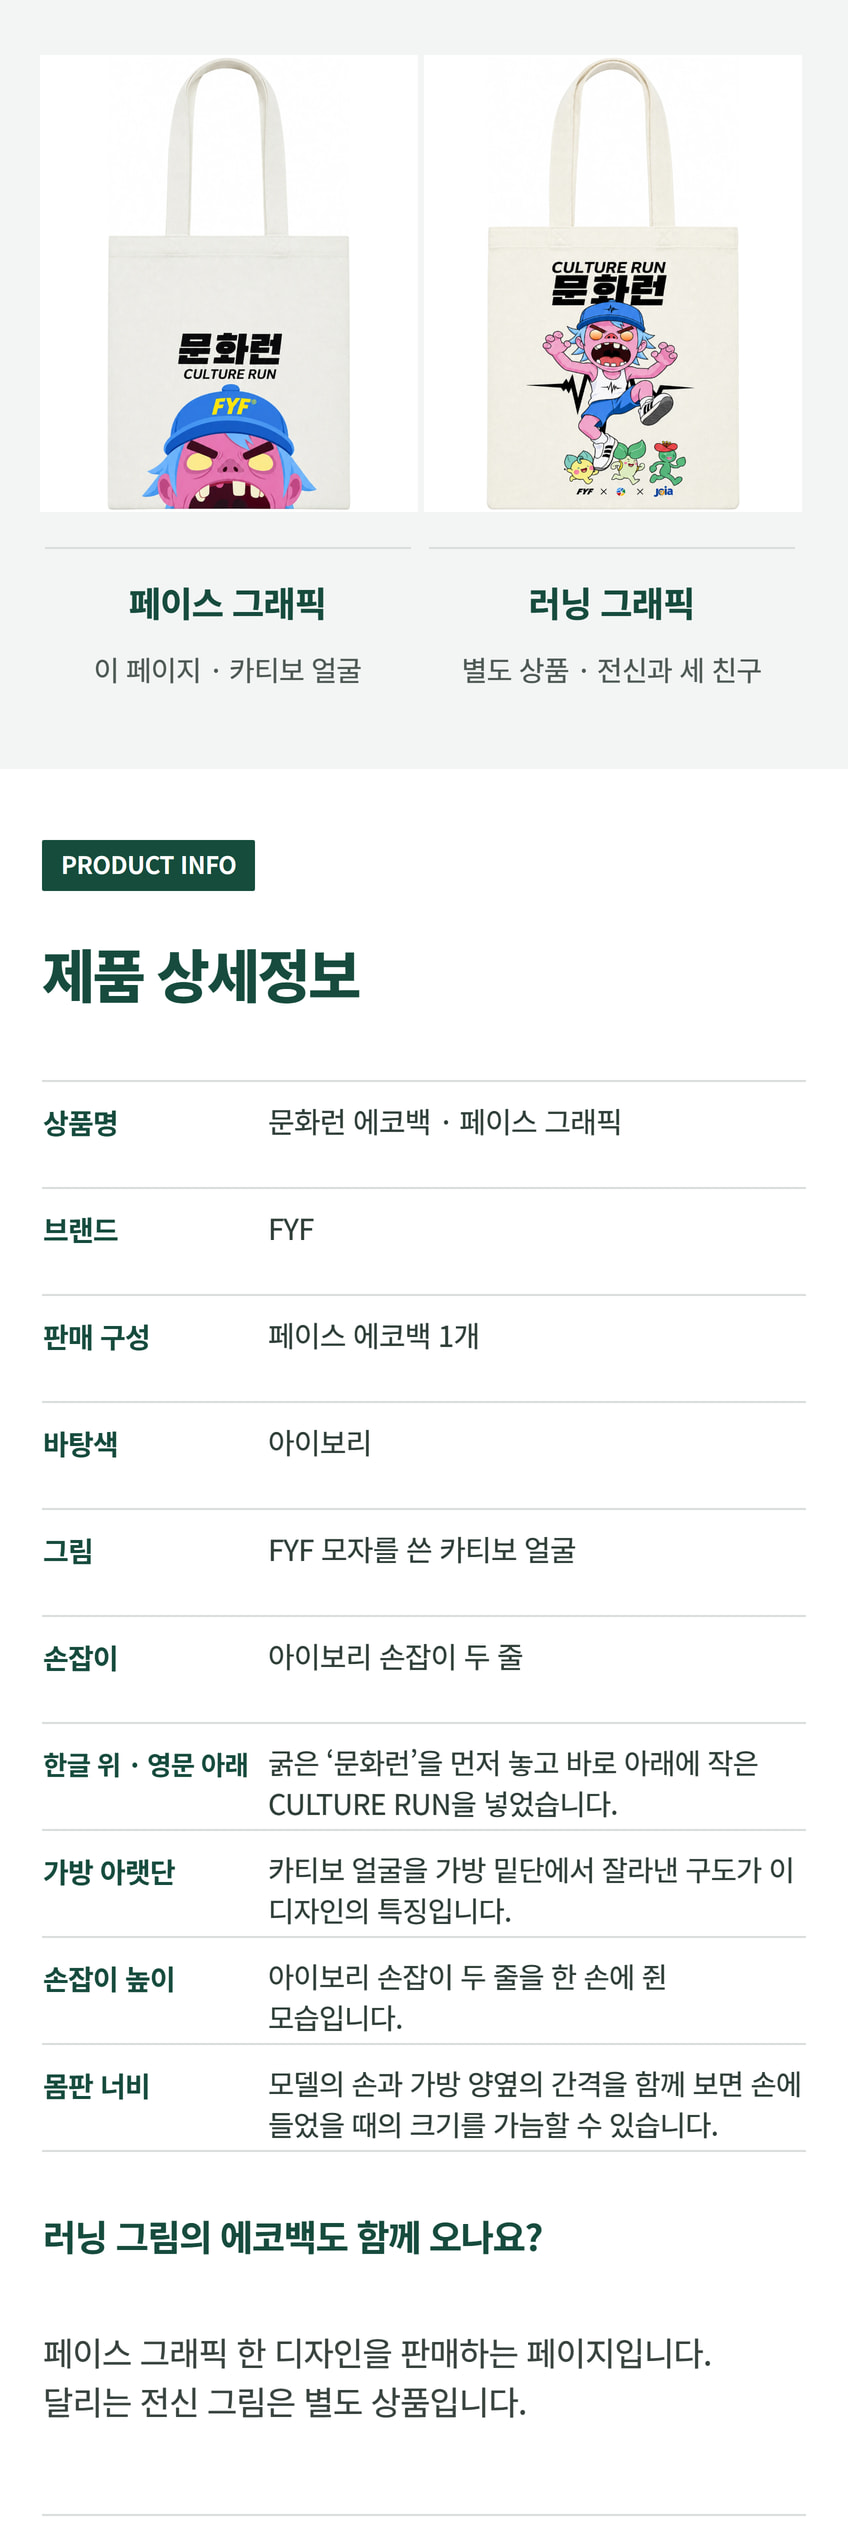 문화런
CULTURE RUN
FYF
CULTURE RUN
문화런
FYF × × joia
페이스 그래픽
이 페이지 · 카티보 얼굴
러닝 그래픽
별도 상품 · 전신과 세 친구
PRODUCT INFO
제품 상세정보
상품명
문화런 에코백 · 페이스 그래픽
브랜드
FYF
판매 구성
페이스 에코백 1개
바탕색
아이보리
그림
FYF 모자를 쓴 카티보 얼굴
손잡이
아이보리 손잡이 두 줄
한글 위 · 영문 아래
굵은 ‘문화런’을 먼저 놓고 바로 아래에 작은
CULTURE RUN을 넣었습니다.
가방 아랫단
카티보 얼굴을 가방 밑단에서 잘라낸 구도가 이
디자인의 특징입니다.
손잡이 높이
아이보리 손잡이 두 줄을 한 손에 쥔
모습입니다.
몸판 너비
모델의 손과 가방 양옆의 간격을 함께 보면 손에
들었을 때의 크기를 가늠할 수 있습니다.
러닝 그림의 에코백도 함께 오나요?
페이스 그래픽 한 디자인을 판매하는 페이지입니다.
달리는 전신 그림은 별도 상품입니다.